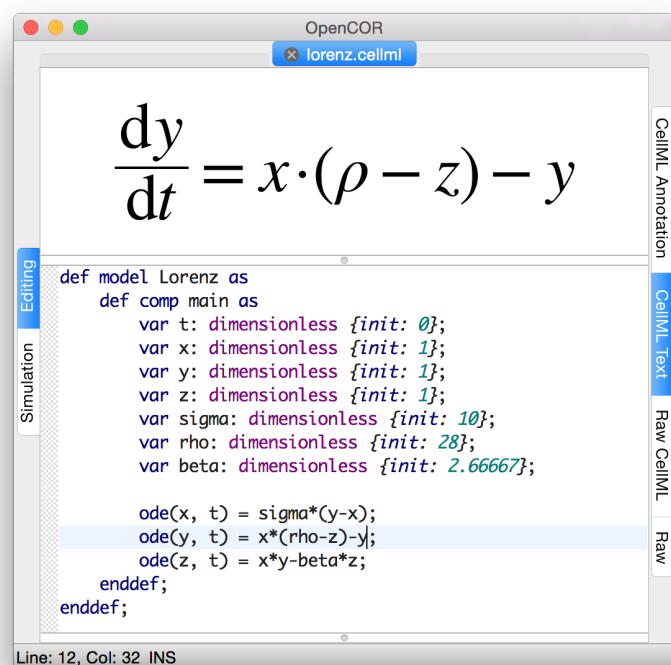 OpenCOR
lorenz.cellml
dy
dt
= x·(ρ − z) − y
Editing
Simulation
CellML Annotation
CellML Text
Raw CellML
Raw
def model Lorenz as
def comp main as
var t: dimensionless {init: 0};
var x: dimensionless {init: 1};
var y: dimensionless {init: 1};
var z: dimensionless {init: 1};
var sigma: dimensionless {init: 10};
var rho: dimensionless {init: 28};
var beta: dimensionless {init: 2.66667};
ode(x, t) = sigma*(y-x);
ode(y, t) = x*(rho-z)-y;
ode(z, t) = x*y-beta*z;
enddef;
enddef;
Line: 12, Col: 32 INS